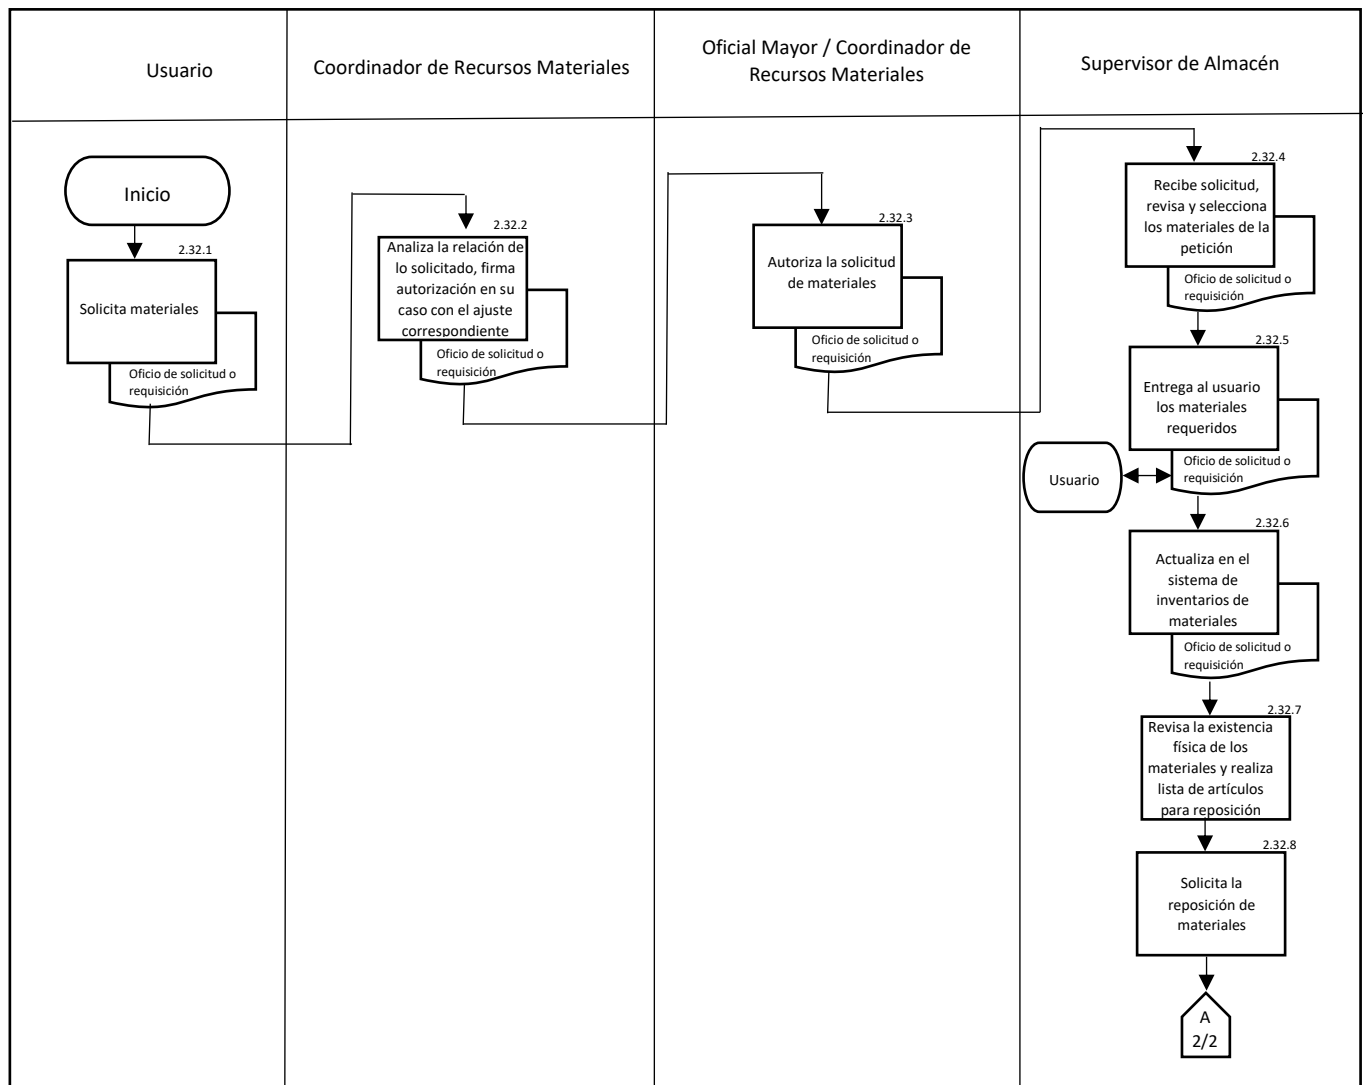 Usuario
Coordinador de Recursos Materiales
Oficial Mayor / Coordinador de
Recursos Materiales
Supervisor de Almacén
Inicio
2.32.1
Solicita materiales
Oficio de solicitud o
requisición
2.32.2
Analiza la relación de
lo solicitado, firma
autorización en su
caso con el ajuste
correspondiente
Oficio de solicitud o
requisición
2.32.3
Autoriza la solicitud
de materiales
Oficio de solicitud o
requisición
2.32.4
Recibe solicitud,
revisa y selecciona
los materiales de la
petición
Oficio de solicitud o
requisición
2.32.5
Entrega al usuario
los materiales
requeridos
Oficio de solicitud o
requisición
Usuario
2.32.6
Actualiza en el
sistema de
inventarios de
materiales
Oficio de solicitud o
requisición
2.32.7
Revisa la existencia
física de los
materiales y realiza
lista de artículos
para reposición
2.32.8
Solicita la
reposición de
materiales
A
2/2